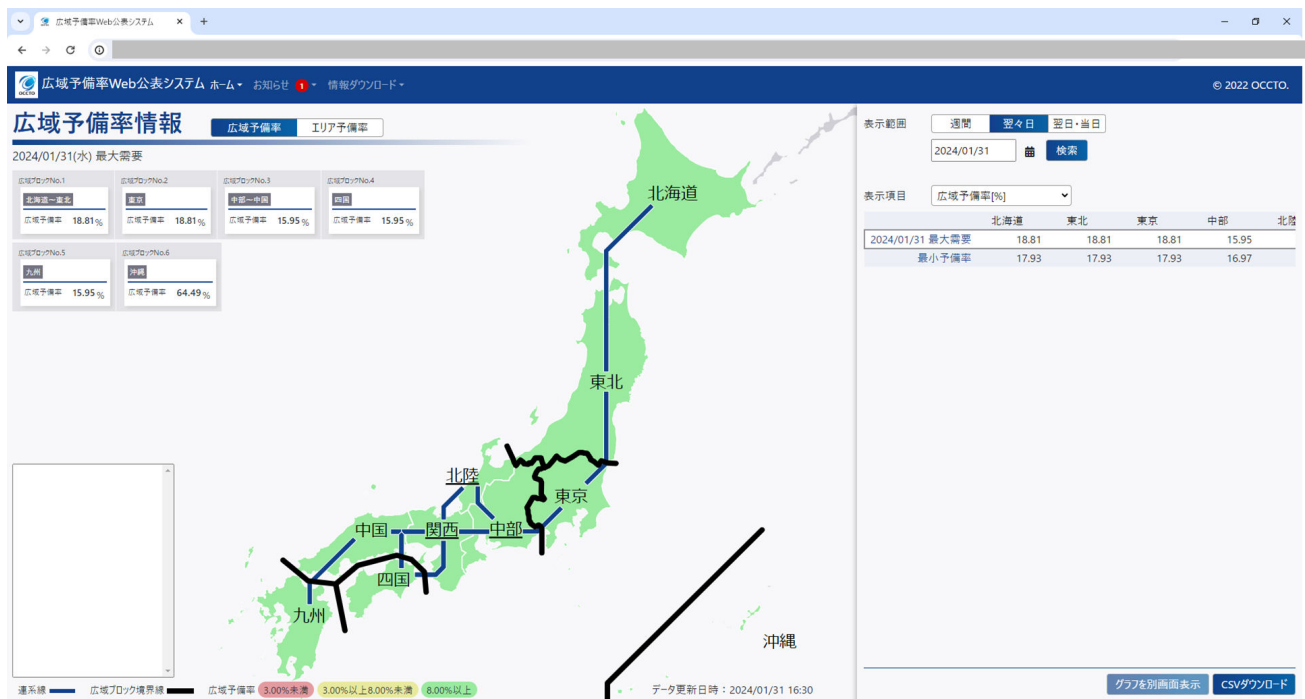 広域予備率Web公表システム
OCCTO
広域予備率Web公表システム ホーム お知らせ 1 情報ダウンロード
© 2022 OCCTO.
広域予備率情報
広域予備率 エリア予備率
2024/01/31(水) 最大需要
広域ブロックNo.1
北海道～東北
広域予備率 18.81%
広域ブロックNo.2
東京
広域予備率 18.81%
広域ブロックNo.3
中部～中国
広域予備率 15.95%
広域ブロックNo.4
四国
広域予備率 15.95%
広域ブロックNo.5
九州
広域予備率 15.95%
広域ブロックNo.6
沖縄
広域予備率 64.49%
北海道
東北
北陸
東京
中国
関西
中部
四国
九州
沖縄
連系線
広域ブロック境界線
広域予備率 3.00%未満 3.00%以上8.00%未満 8.00%以上
データ更新日時：2024/01/31 16:30
表示範囲 週間 翌々日 翌日・当日
2024/01/31 検索
表示項目 広域予備率[%]
北海道 東北 東京 中部 北陸
2024/01/31 最大需要 18.81 18.81 18.81 15.95
最小予備率 17.93 17.93 17.93 16.97
グラフを別画面表示 CSVダウンロード